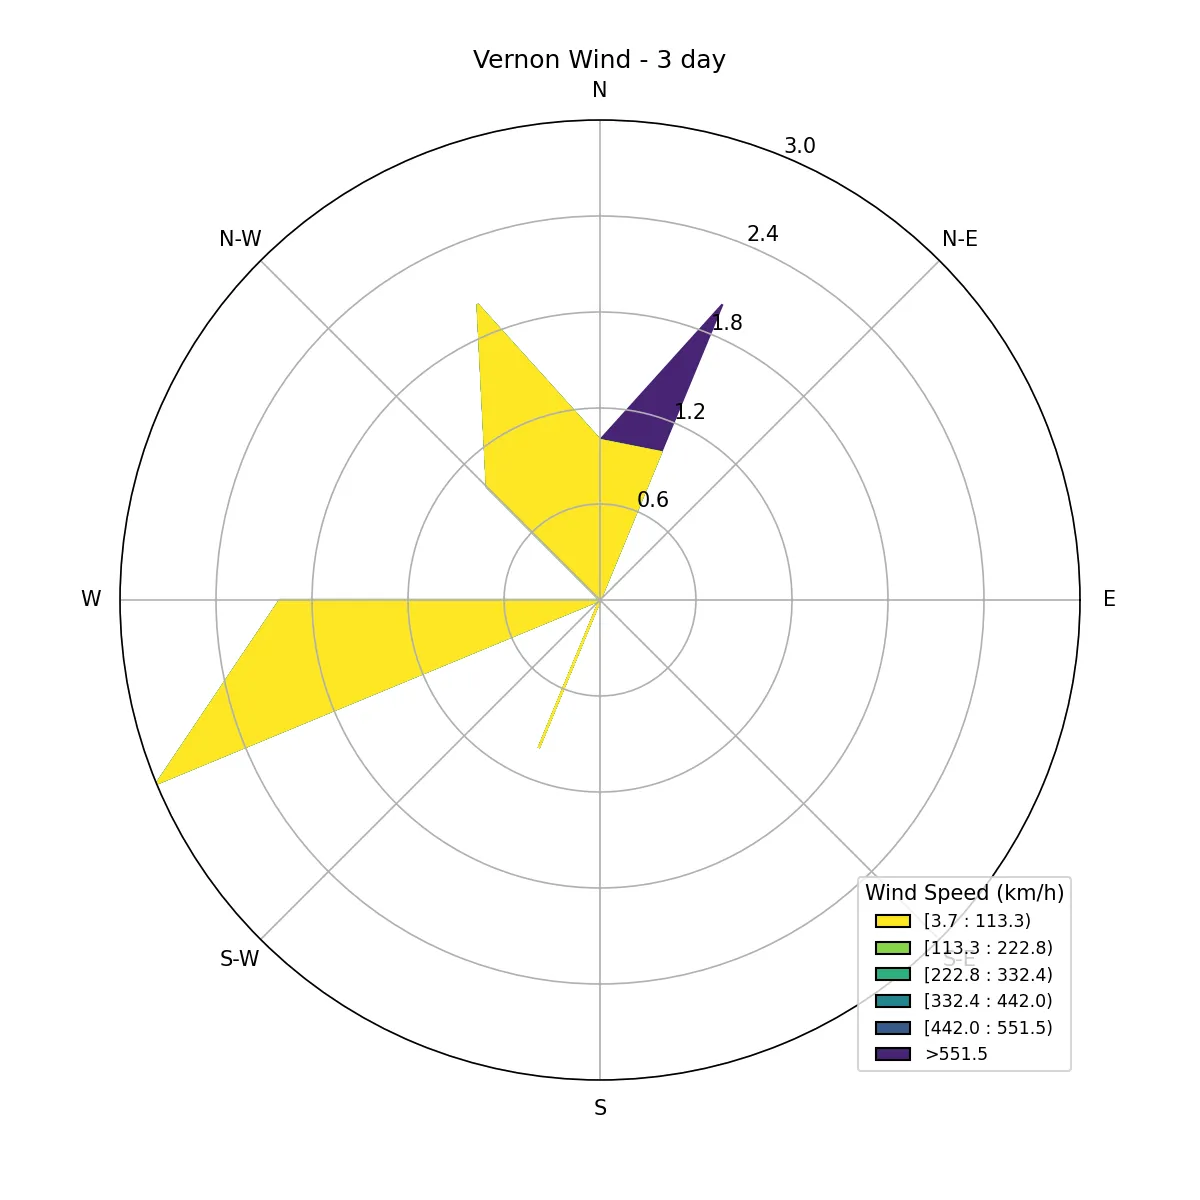 Vernon Wind - 3 day
N
3.0
N-W
2.4
N-E
1.8
1.2
0.6
W
E
Wind Speed (km/h)
[3.7 : 113.3)
[113.3 : 222.8)
S-W
S-E
[222.8 : 332.4)
[332.4 : 442.0)
[442.0 : 551.5)
>551.5
S